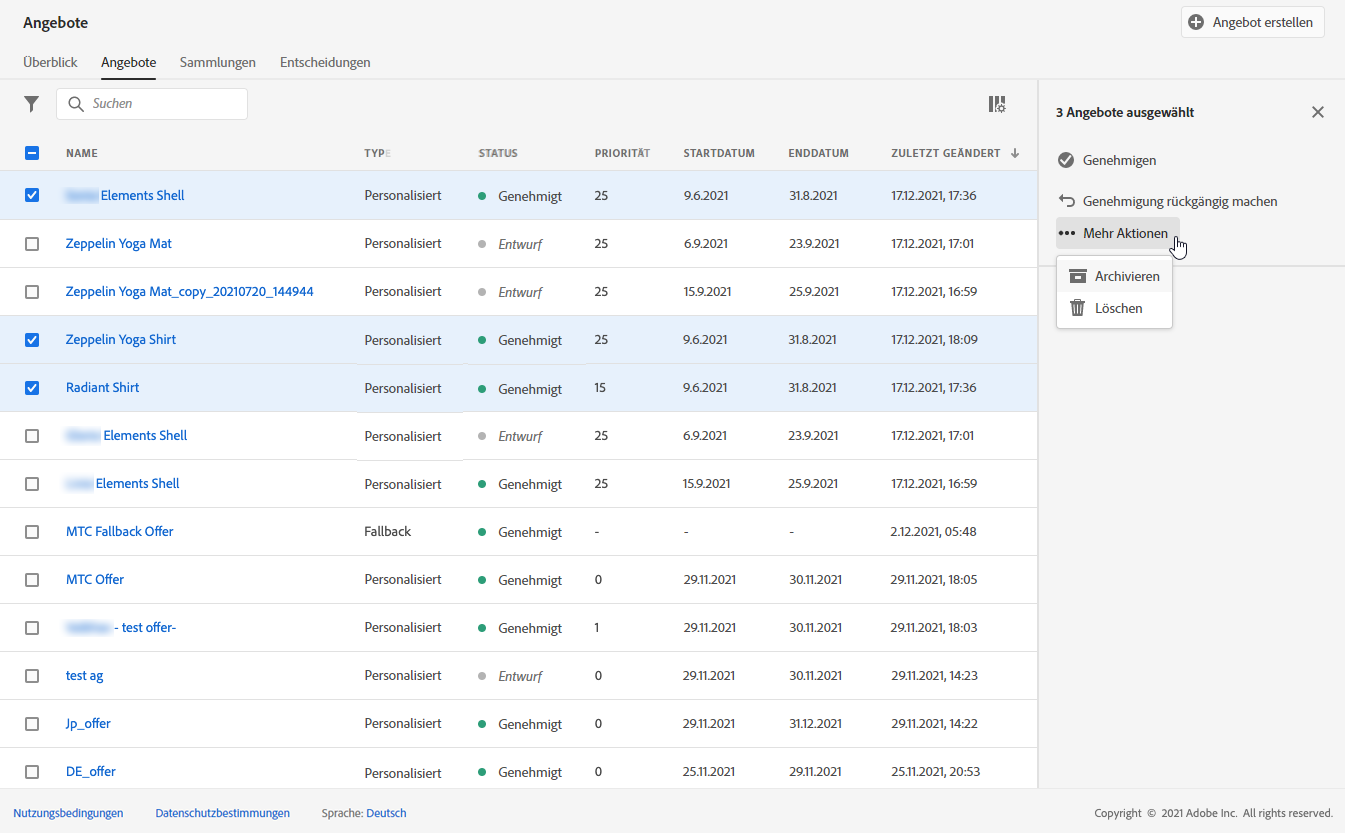 Angebote
Angebot erstellen
Überblick Angebote Sammlungen Entscheidungen
Suchen
NAME TYPE STATUS PRIORITÄT STARTDATUM ENDDATUM ZULETZT GEÄNDERT
Elements Shell Personalisiert Genehmigt 25 9.6.2021 31.8.2021 17.12.2021, 17:36
Zeppelin Yoga Mat Personalisiert Entwurf 25 6.9.2021 23.9.2021 17.12.2021, 17:01
Zeppelin Yoga Mat_copy_20210720_144944 Personalisiert Entwurf 25 15.9.2021 25.9.2021 17.12.2021, 16:59
Zeppelin Yoga Shirt Personalisiert Genehmigt 25 9.6.2021 31.8.2021 17.12.2021, 18:09
Radiant Shirt Personalisiert Genehmigt 15 9.6.2021 31.8.2021 17.12.2021, 17:36
Elements Shell Personalisiert Entwurf 25 6.9.2021 23.9.2021 17.12.2021, 17:01
Elements Shell Personalisiert Genehmigt 25 15.9.2021 25.9.2021 17.12.2021, 16:59
MTC Fallback Offer Fallback Genehmigt - - - 2.12.2021, 05:48
MTC Offer Personalisiert Genehmigt 0 29.11.2021 30.11.2021 29.11.2021, 18:05
- test offer- Personalisiert Genehmigt 1 29.11.2021 30.11.2021 29.11.2021, 18:03
test ag Personalisiert Entwurf 0 29.11.2021 30.11.2021 29.11.2021, 14:23
Jp_offer Personalisiert Genehmigt 0 29.11.2021 31.12.2021 29.11.2021, 14:22
DE_offer Personalisiert Genehmigt 0 25.11.2021 29.11.2021 25.11.2021, 20:53
3 Angebote ausgewählt
Genehmigen
Genehmigung rückgängig machen
Mehr Aktionen
Archivieren
Löschen
Nutzungsbedingungen Datenschutzbestimmungen Sprache: Deutsch Copyright © 2021 Adobe Inc. All rights reserved.